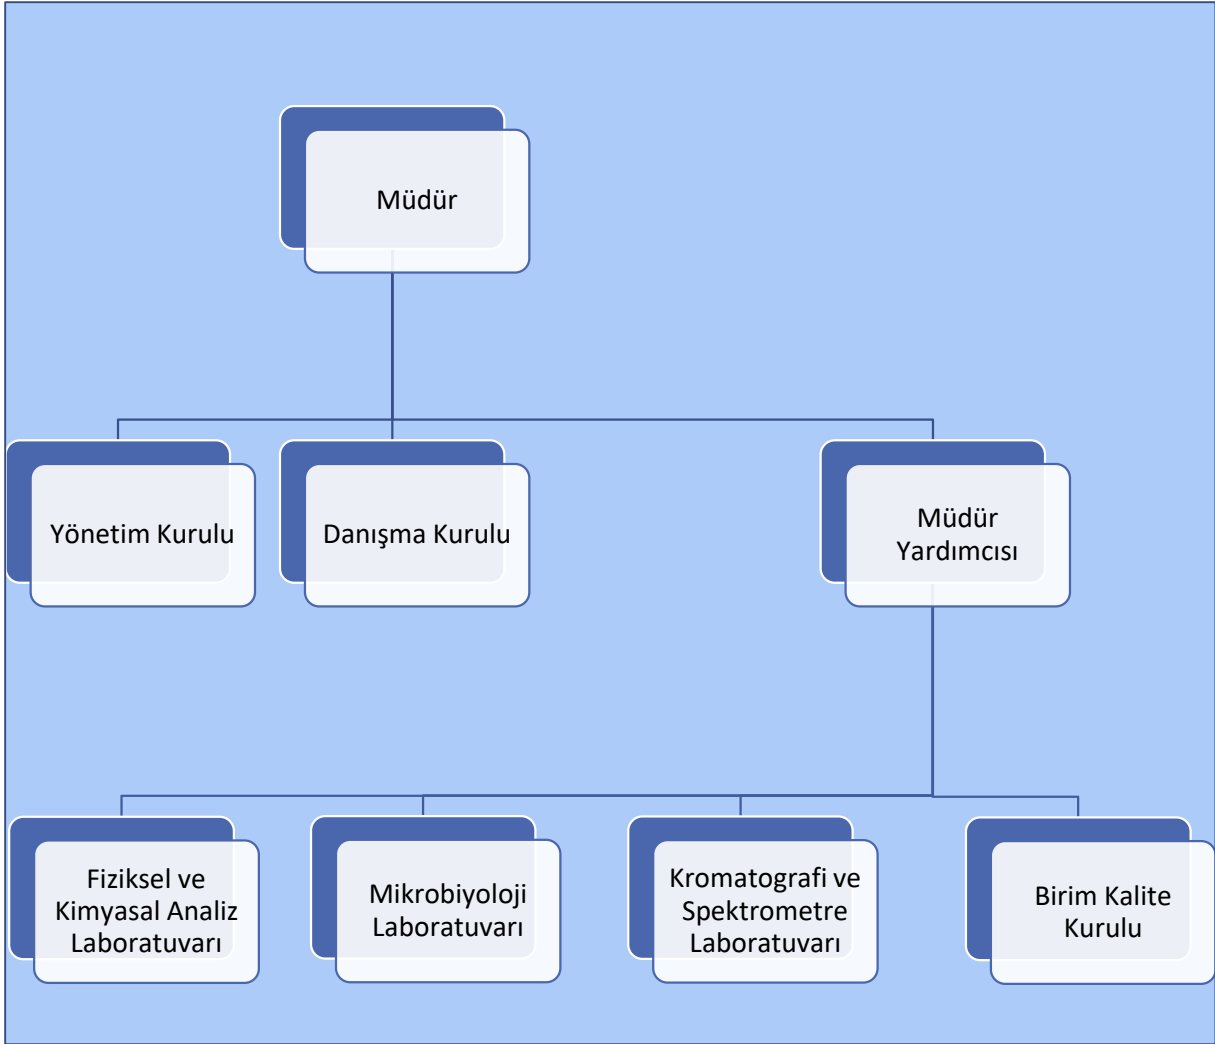 Müdür
Yönetim Kurulu
Danışma Kurulu
Müdür
Yardımcısı
Fiziksel ve
Kimyasal Analiz
Laboratuvarı
Mikrobiyoloji
Laboratuvarı
Kromatografi ve
Spektrometre
Laboratuvarı
Birim Kalite
Kurulu